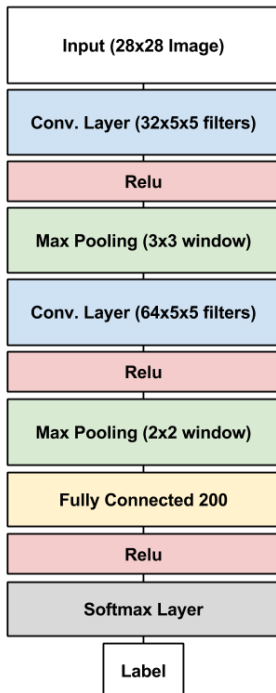 Input (28x28 Image)
Conv. Layer (32x5x5 filters)
Relu
Max Pooling (3x3 window)
Conv. Layer (64x5x5 filters)
Relu
Max Pooling (2x2 window)
Fully Connected 200
Relu
Softmax Layer
Label